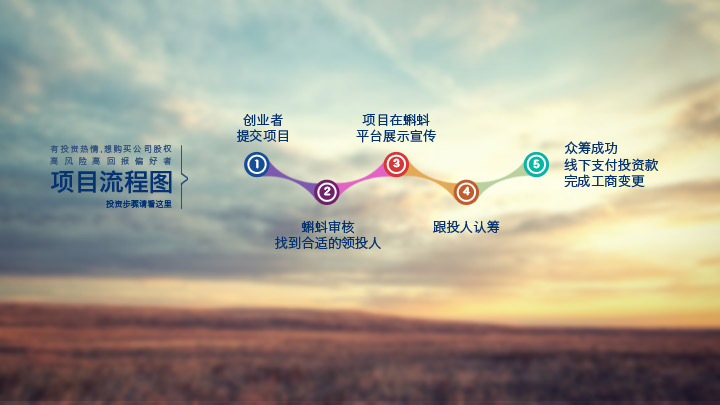 有投资热情,想购买公司股权
高风险高回报偏好者
项目流程图
投资步骤请看这里
创业者
提交项目
1
2
蝌蚪审核
找到合适的领投人
项目在蝌蚪
平台展示宣传
3
4
跟投人认筹
5
众筹成功
线下支付投资款
完成工商变更